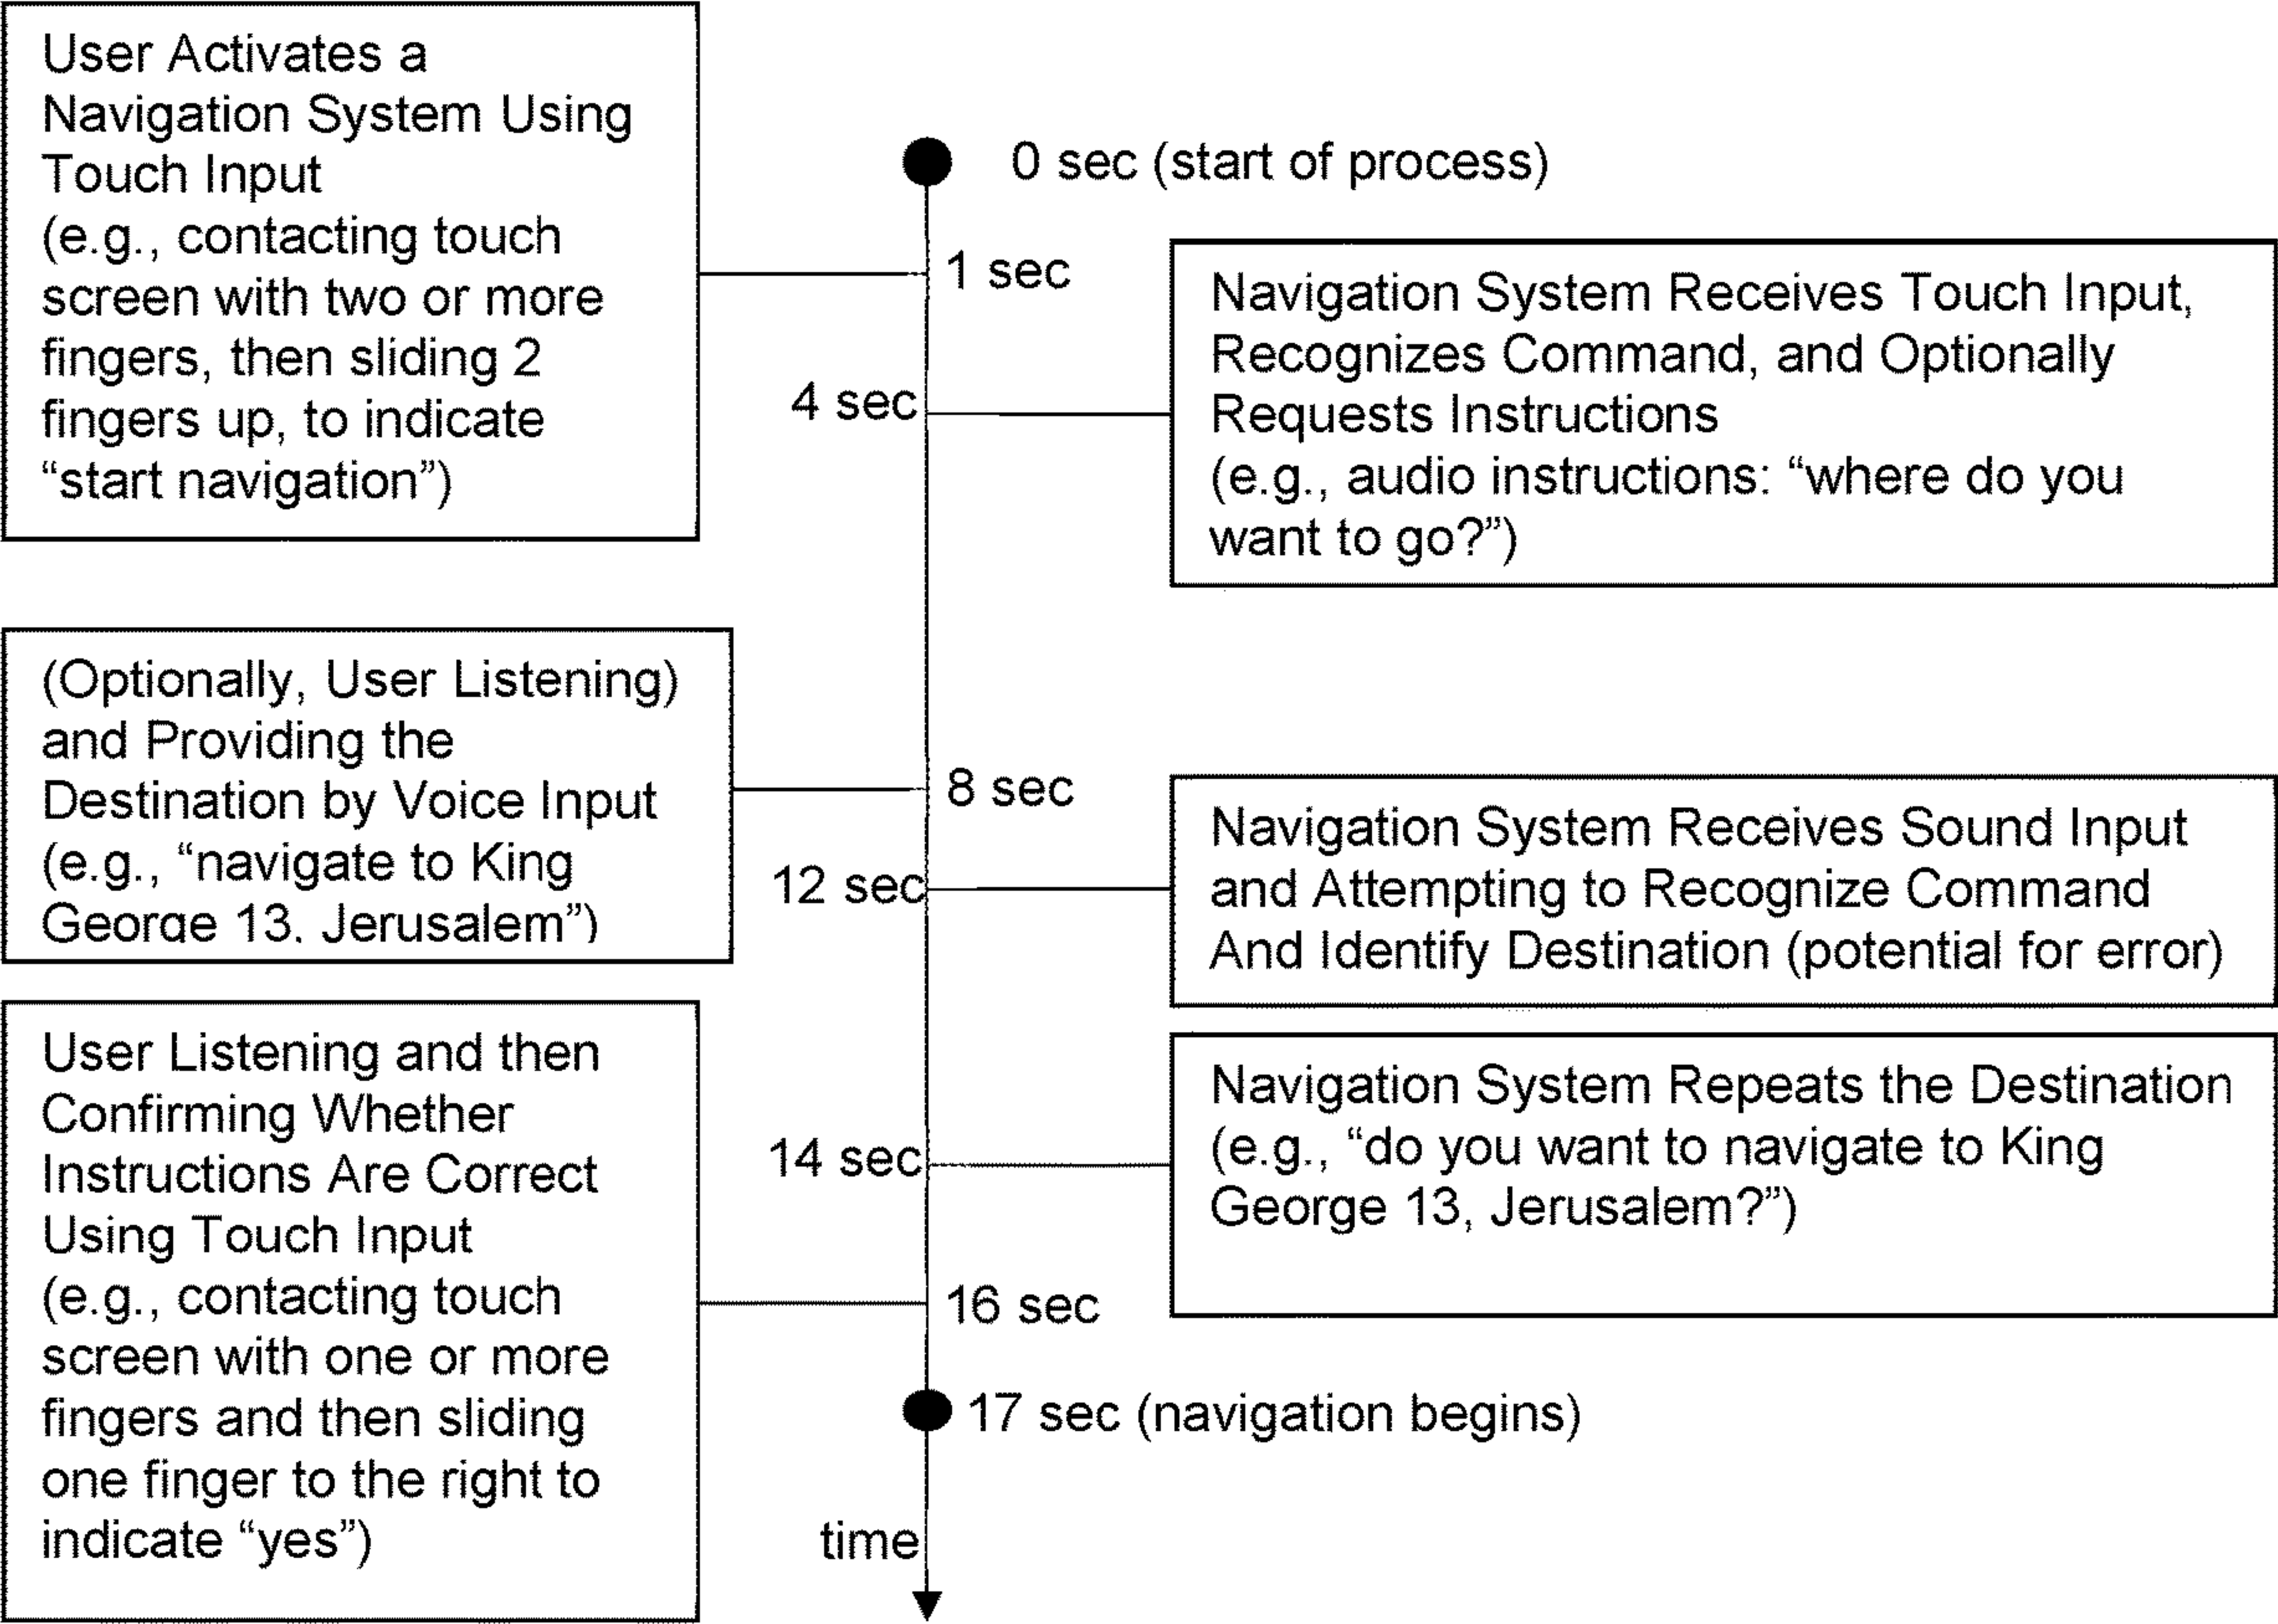 User Activates a
Navigation System Using
Touch Input
(e.g., contacting touch
screen with two or more
fingers, then sliding 2
fingers up, to indicate
“start navigation”)
0 sec (start of process)
1 sec
Navigation System Receives Touch Input,
Recognizes Command, and Optionally
Requests Instructions
(e.g., audio instructions: “where do you
want to go?”)
4 sec
(Optionally, User Listening)
and Providing the
Destination by Voice Input
(e.g., “navigate to King
George 13, Jerusalem”)
8 sec
12 sec
Navigation System Receives Sound Input
and Attempting to Recognize Command
And Identify Destination (potential for error)
User Listening and then
Confirming Whether
Instructions Are Correct
Using Touch Input
(e.g., contacting touch
screen with one or more
fingers and then sliding
one finger to the right to
indicate “yes”)
14 sec
Navigation System Repeats the Destination
(e.g., “do you want to navigate to King
George 13, Jerusalem?”)
16 sec
17 sec (navigation begins)
time